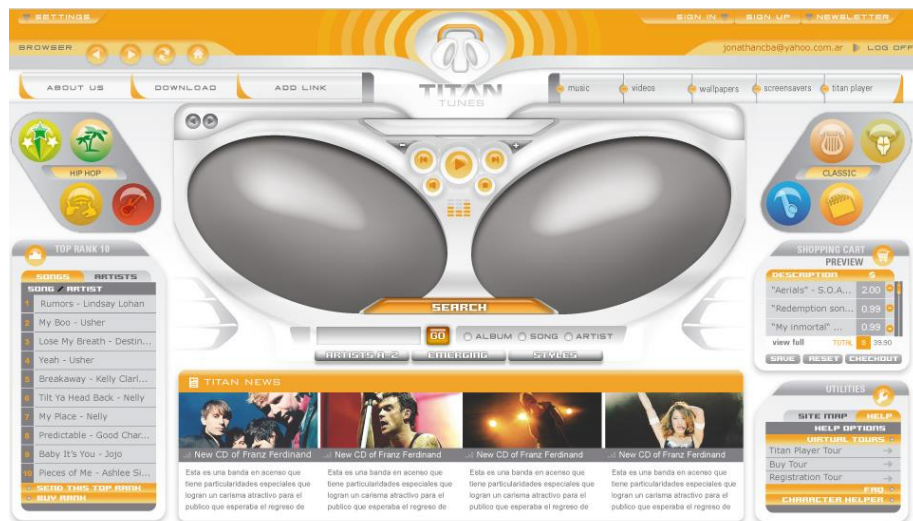 SETTINGS
SIGN IN
SIGN UP
NEWSLETTER
BROWSER
jonathancba@yahoo.com.ar
LOG OFF
ABOUT US
DOWNLOAD
ADD LINK
TITAN
TUNES
music
videos
wallpapers
screensavers
titan player
HIP HOP
CLASSIC
TOP RANK 10
SONGS
ARTISTS
SONG / ARTIST
1 Rumors - Lindsay Lohan
2 My Boo - Usher
3 Lose My Breath - Destin...
4 Yeah - Usher
5 Breakaway - Kelly Clarl...
6 Tilt Ya Head Back - Nelly
7 My Place - Nelly
8 Predictable - Good Char...
9 Baby It's You - Jojo
10 Pieces of Me - Ashlee Si...
SEND THIS TOP RANK
BUY RANK
SEARCH
GO
ALBUM
SONG
ARTIST
ARTISTS A-Z
EMERGING
STYLES
TITAN NEWS
New CD of Franz Ferdinand
New CD of Franz Ferdinand
New CD of Franz Ferdinand
New CD of Franz Ferdinand
Esta es una banda en acenso que
tiene particularidades especiales que
logran un carisma atractivo para el
publico que esperaba el regreso de
Esta es una banda en acenso que
tiene particularidades especiales que
logran un carisma atractivo para el
publico que esperaba el regreso de
Esta es una banda en acenso que
tiene particularidades especiales que
logran un carisma atractivo para el
publico que esperaba el regreso de
Esta es una banda en acenso que
tiene particularidades especiales que
logran un carisma atractivo para el
publico que esperaba el regreso de
SHOPPING CART
PREVIEW
DESCRIPTION $
"Aerials" - S.O.A... 2.00
"Redemption son... 0.99
"My inmortal" ... 0.99
view full TOTAL $ 39.90
SAVE
RESET
CHECKOUT
UTILITIES
SITE MAP
HELP
HELP OPTIONS
VIRTUAL TOURS
Titan Player Tour
Buy Tour
Registration Tour
FAQ
CHARACTER HELPER